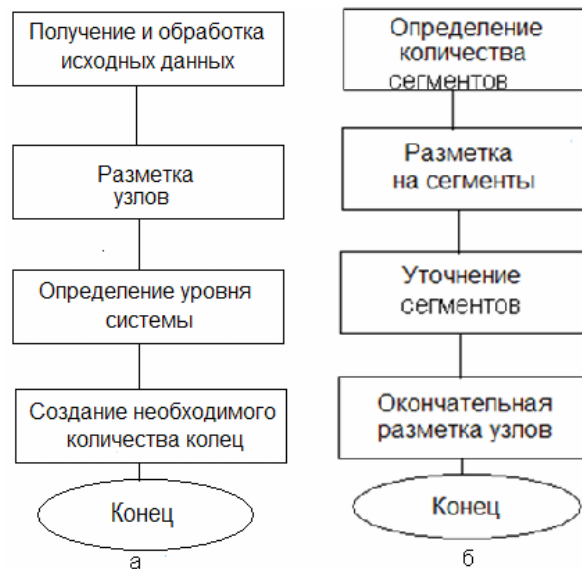 Получение и обработка
исходных данных
Разметка
узлов
Определение уровня
системы
Создание необходимого
количества колец
Конец
а
Определение
количества
сегментов
Разметка
на сегменты
Уточнение
сегментов
Окончательная
разметка узлов
Конец
б